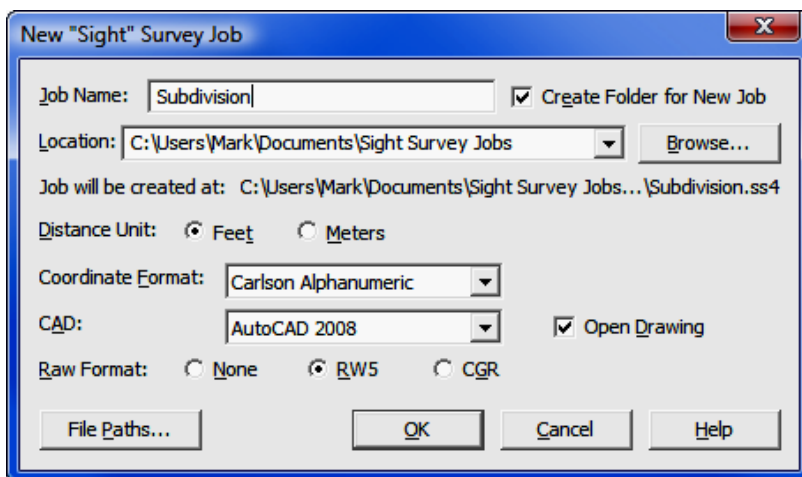 New "Sight" Survey Job
Job Name: Subdivision Create Folder for New Job
Location: C:\Users\Mark\Documents\Sight Survey Jobs Browse...
Job will be created at: C:\Users\Mark\Documents\Sight Survey Jobs...\Subdivision.ss4
Distance Unit: Feet Meters
Coordinate Format: Carlson Alphanumeric
CAD: AutoCAD 2008 Open Drawing
Raw Format: None RW5 CGR
File Paths... OK Cancel Help